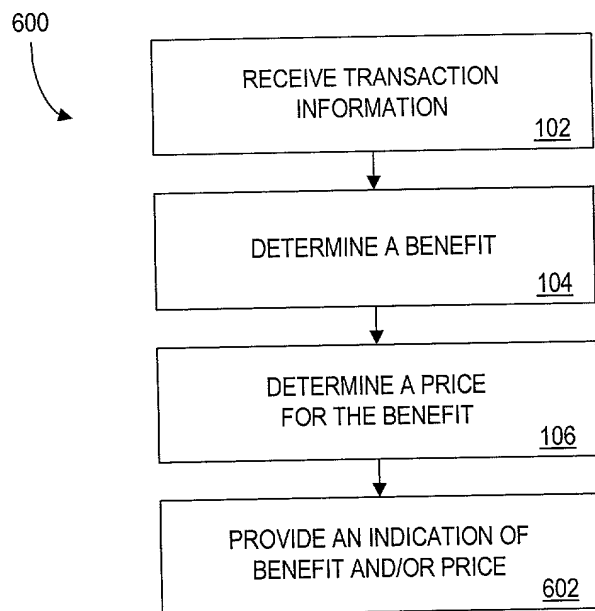 600
RECEIVE TRANSACTION
INFORMATION
102
DETERMINE A BENEFIT
104
DETERMINE A PRICE
FOR THE BENEFIT
106
PROVIDE AN INDICATION OF
BENEFIT AND/OR PRICE
602